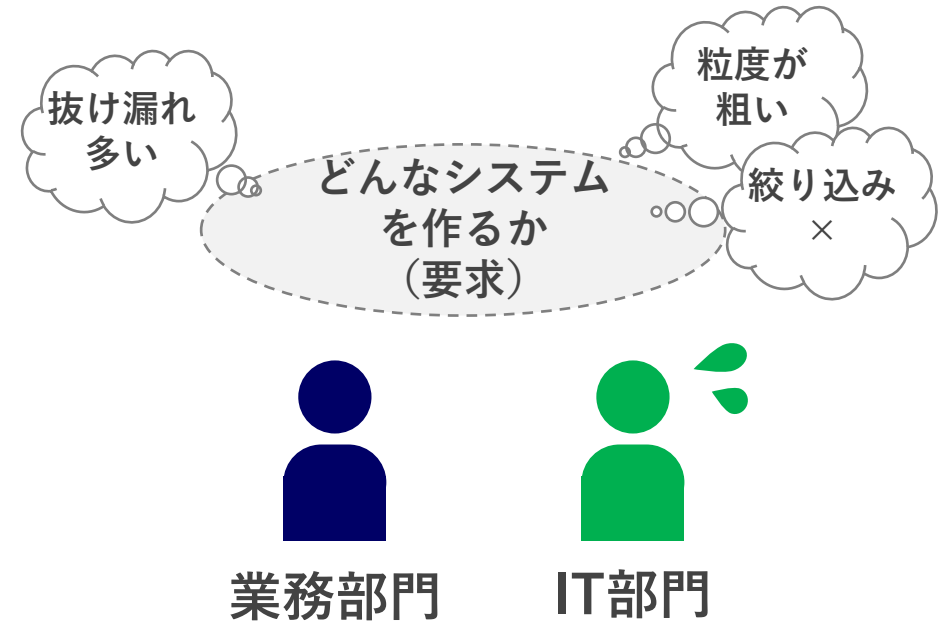 抜け漏れ
多い
粒度が
粗い
絞り込み
×
どんなシステム
を作るか
（要求）
業務部門
IT部門